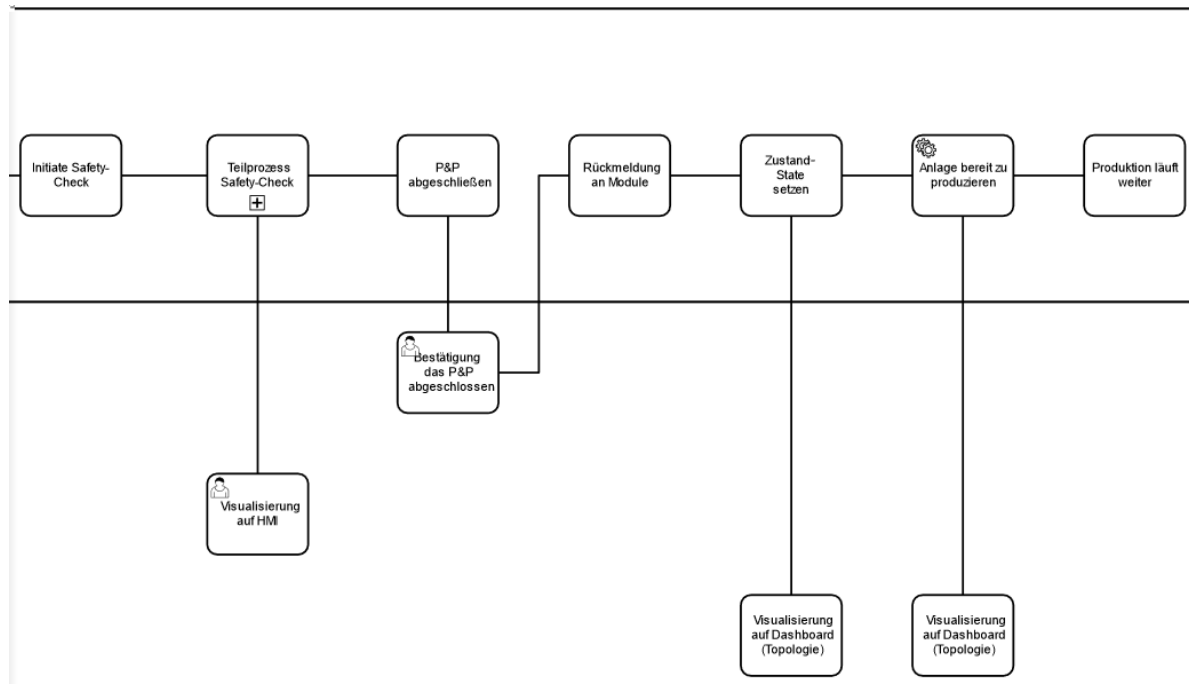 Initiate Safety-
Check
Teilprozess
Safety-Check
P&P
abgeschließen
Rückmeldung
an Module
Zustand-
State
setzen
Anlage bereit zu
produzieren
Produktion läuft
weiter
Bestätigung
das P&P
abgeschlossen
Visualisierung
auf HMI
Visualisierung
auf Dashboard
(Topologie)
Visualisierung
auf Dashboard
(Topologie)